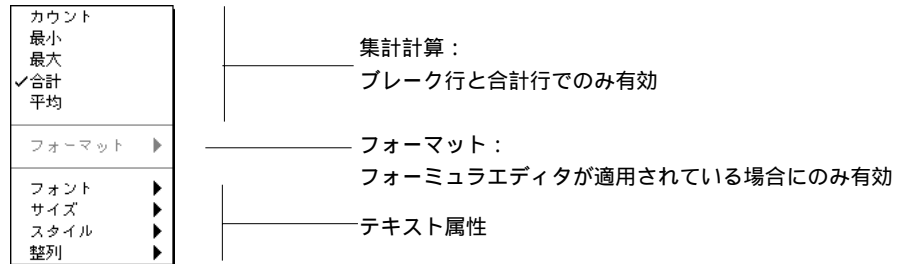 カウント
最小
最大
✓合計
平均
フォーマット
フォント
サイズ
スタイル
整列
集計計算：
ブレーク行と合計行でのみ有効
フォーマット：
フォーミュラエディタが適用されている場合にのみ有効
テキスト属性